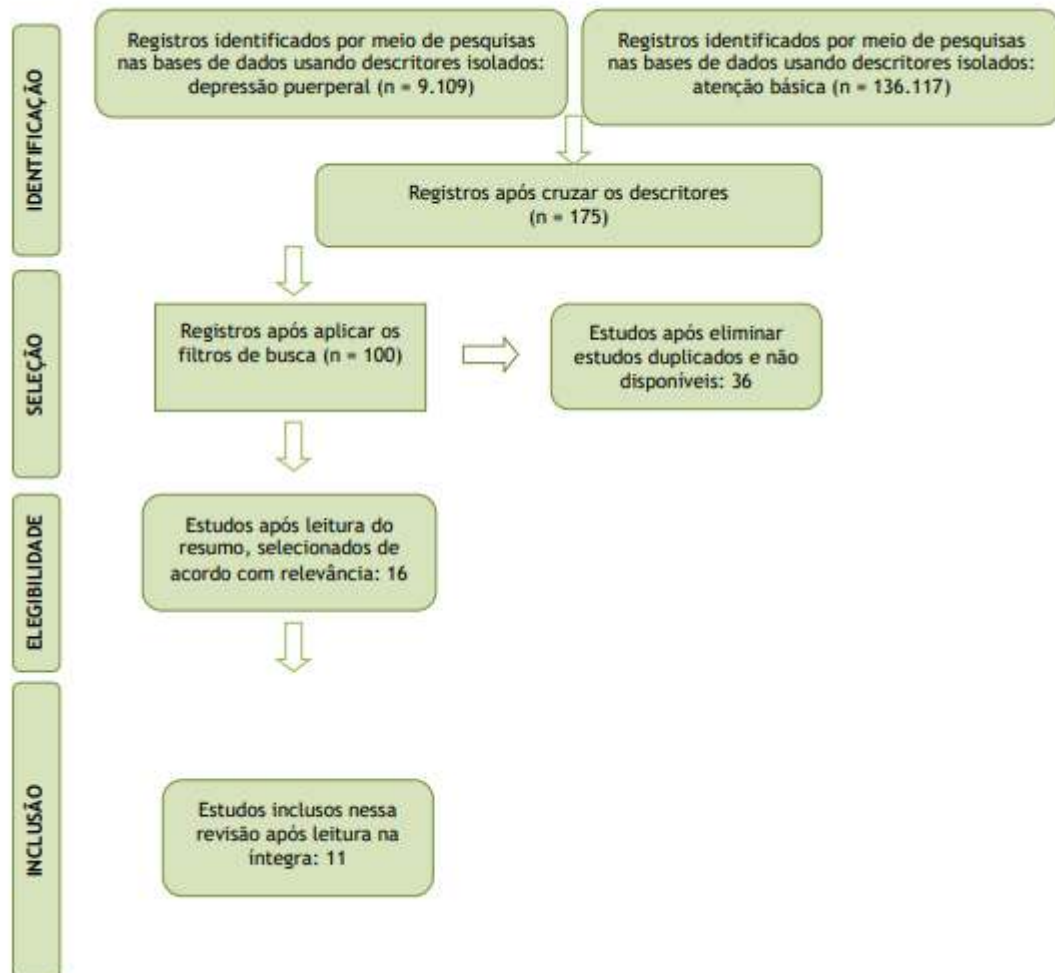 IDENTIFICAÇÃO
Registros identificados por meio de pesquisas
nas bases de dados usando descritores isolados:
depressão puerperal (n = 9.109)
Registros identificados por meio de pesquisas
nas bases de dados usando descritores isolados:
atenção básica (n = 136.117)
Registros após cruzar os descritores
(n = 175)
SELEÇÃO
Registros após aplicar os
filtros de busca (n = 100)
Estudos após eliminar
estudos duplicados e não
disponíveis: 36
ELEGIBILIDADE
Estudos após leitura do
resumo, selecionados de
acordo com relevância: 16
INCLUSÃO
Estudos inclusos nessa
revisão após leitura na
íntegra: 11